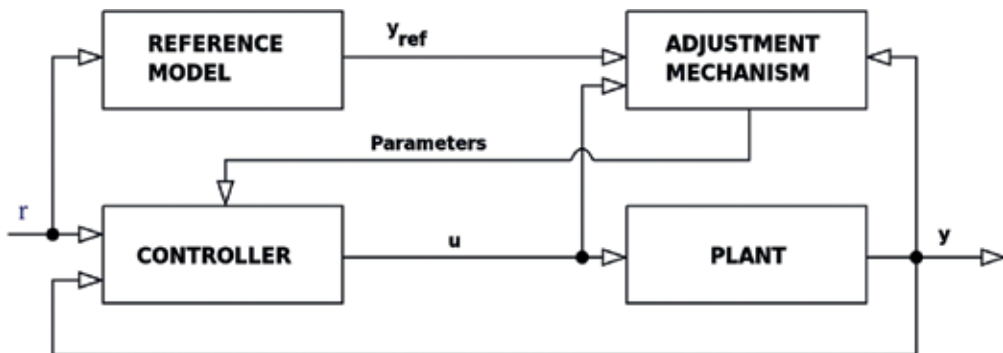 REFERENCE
MODEL
y_ref
ADJUSTMENT
MECHANISM
Parameters
r
CONTROLLER
u
PLANT
y